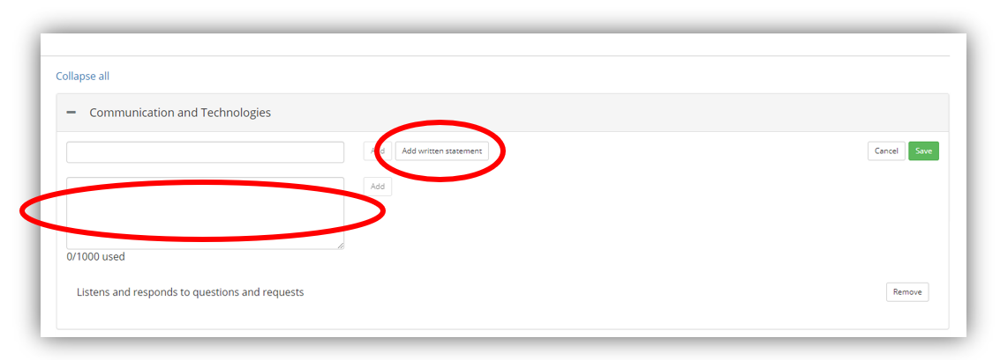 Collapse all
Communication and Technologies
Add written statement Cancel Save
Add
0/1000 used
Listens and responds to questions and requests Remove